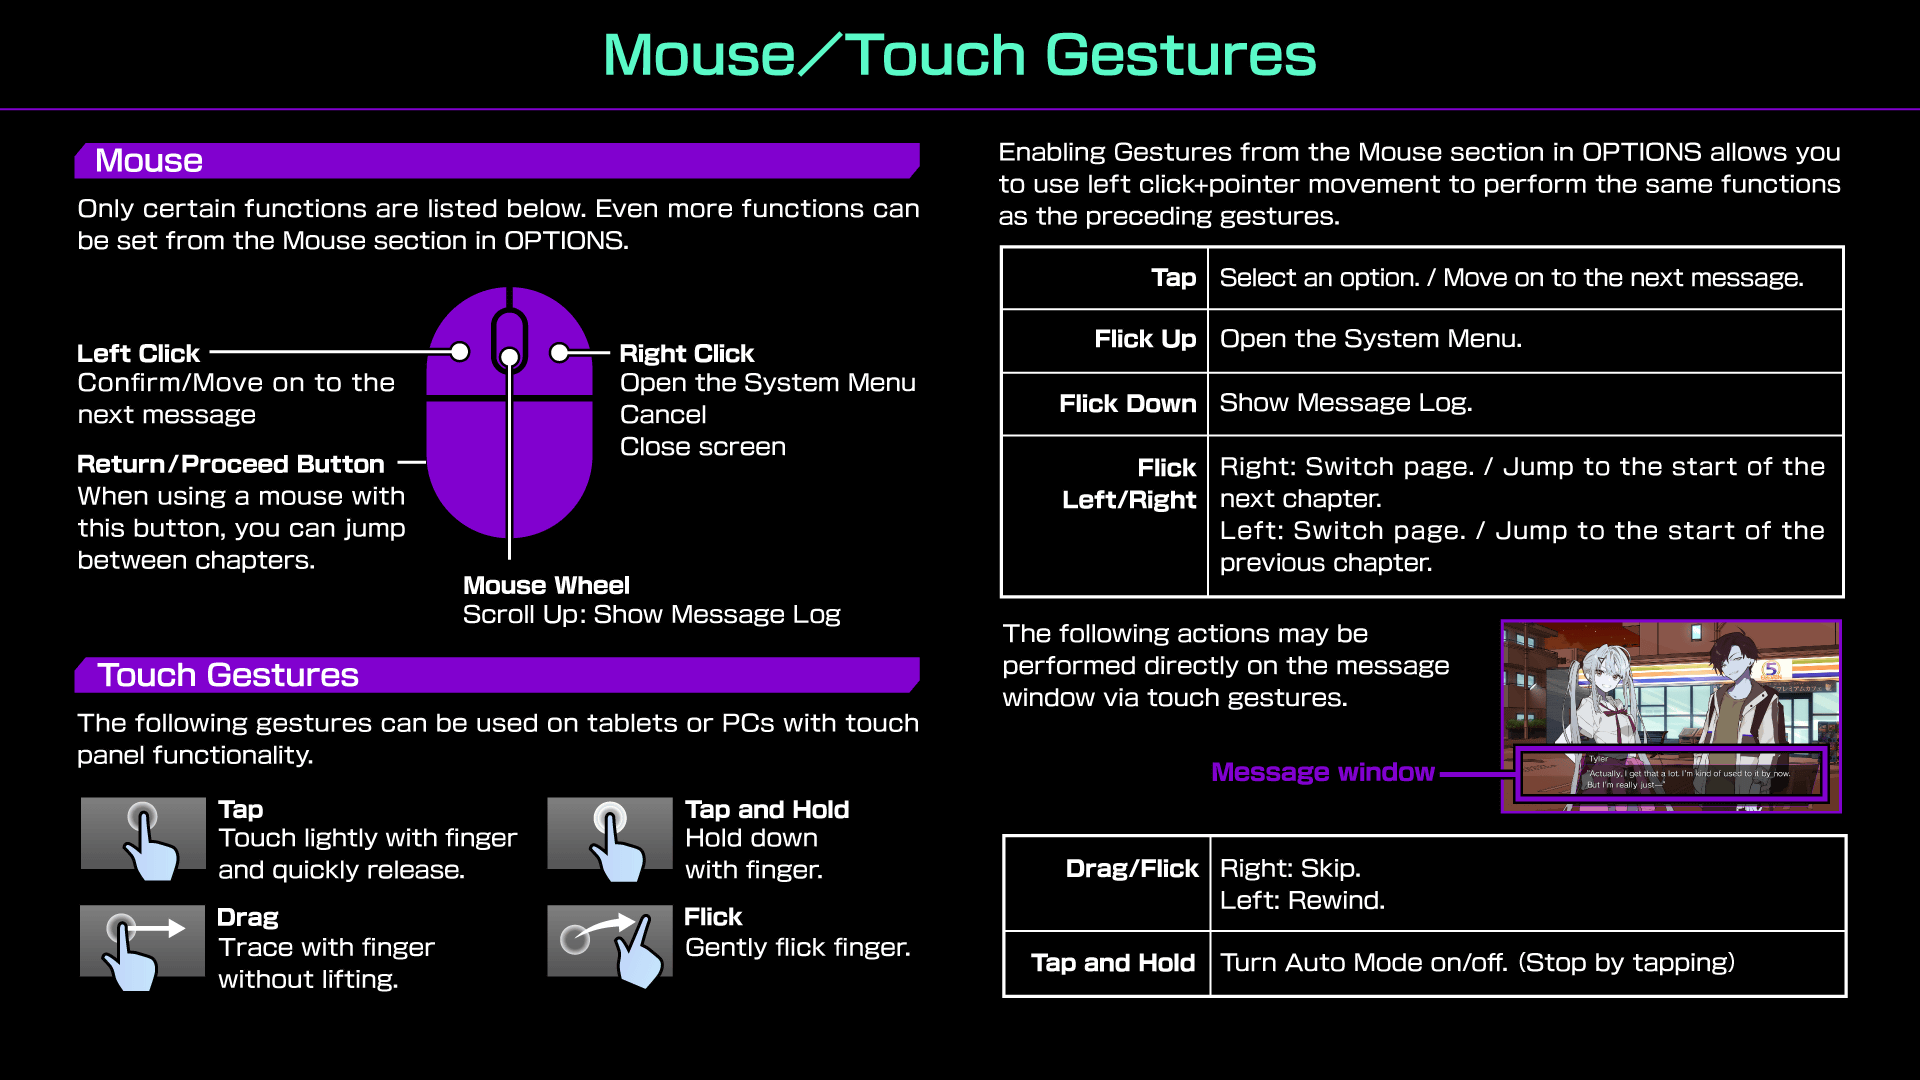 Mouse／Touch Gestures
Mouse
Only certain functions are listed below. Even more functions can
be set from the Mouse section in OPTIONS.
Left Click
Confirm/Move on to the
next message
Return/Proceed Button
When using a mouse with
this button, you can jump
between chapters.
Right Click
Open the System Menu
Cancel
Close screen
Mouse Wheel
Scroll Up: Show Message Log
Touch Gestures
The following gestures can be used on tablets or PCs with touch
panel functionality.
Tap
Touch lightly with finger
and quickly release.
Tap and Hold
Hold down
with finger.
Drag
Trace with finger
without lifting.
Flick
Gently flick finger.
Enabling Gestures from the Mouse section in OPTIONS allows you
to use left click+pointer movement to perform the same functions
as the preceding gestures.
Tap
Select an option. / Move on to the next message.
Flick Up
Open the System Menu.
Flick Down
Show Message Log.
Flick
Left/Right
Right: Switch page. / Jump to the start of the
next chapter.
Left: Switch page. / Jump to the start of the
previous chapter.
The following actions may be
performed directly on the message
window via touch gestures.
Message window
5
プレイアムカフェ
Tyler
"Actually, I get that a lot. I'm kind of used to it by now.
But I'm really just—"
Drag/Flick
Right: Skip.
Left: Rewind.
Tap and Hold
Turn Auto Mode on/off. (Stop by tapping)